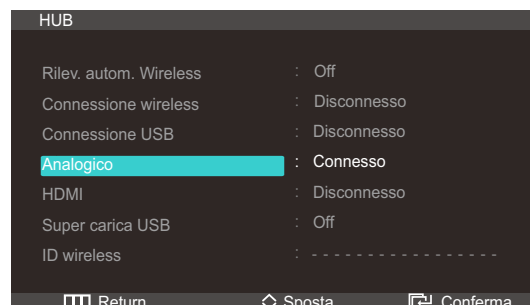 HUB
Rilev. autom. Wireless : Off
Connessione wireless : Disconnesso
Connessione USB : Disconnesso
Analogico : Connesso
HDMI : Disconnesso
Super carica USB : Off
ID wireless : - - - - - - - - - - - - - - - - -
Return Sposta Conferma